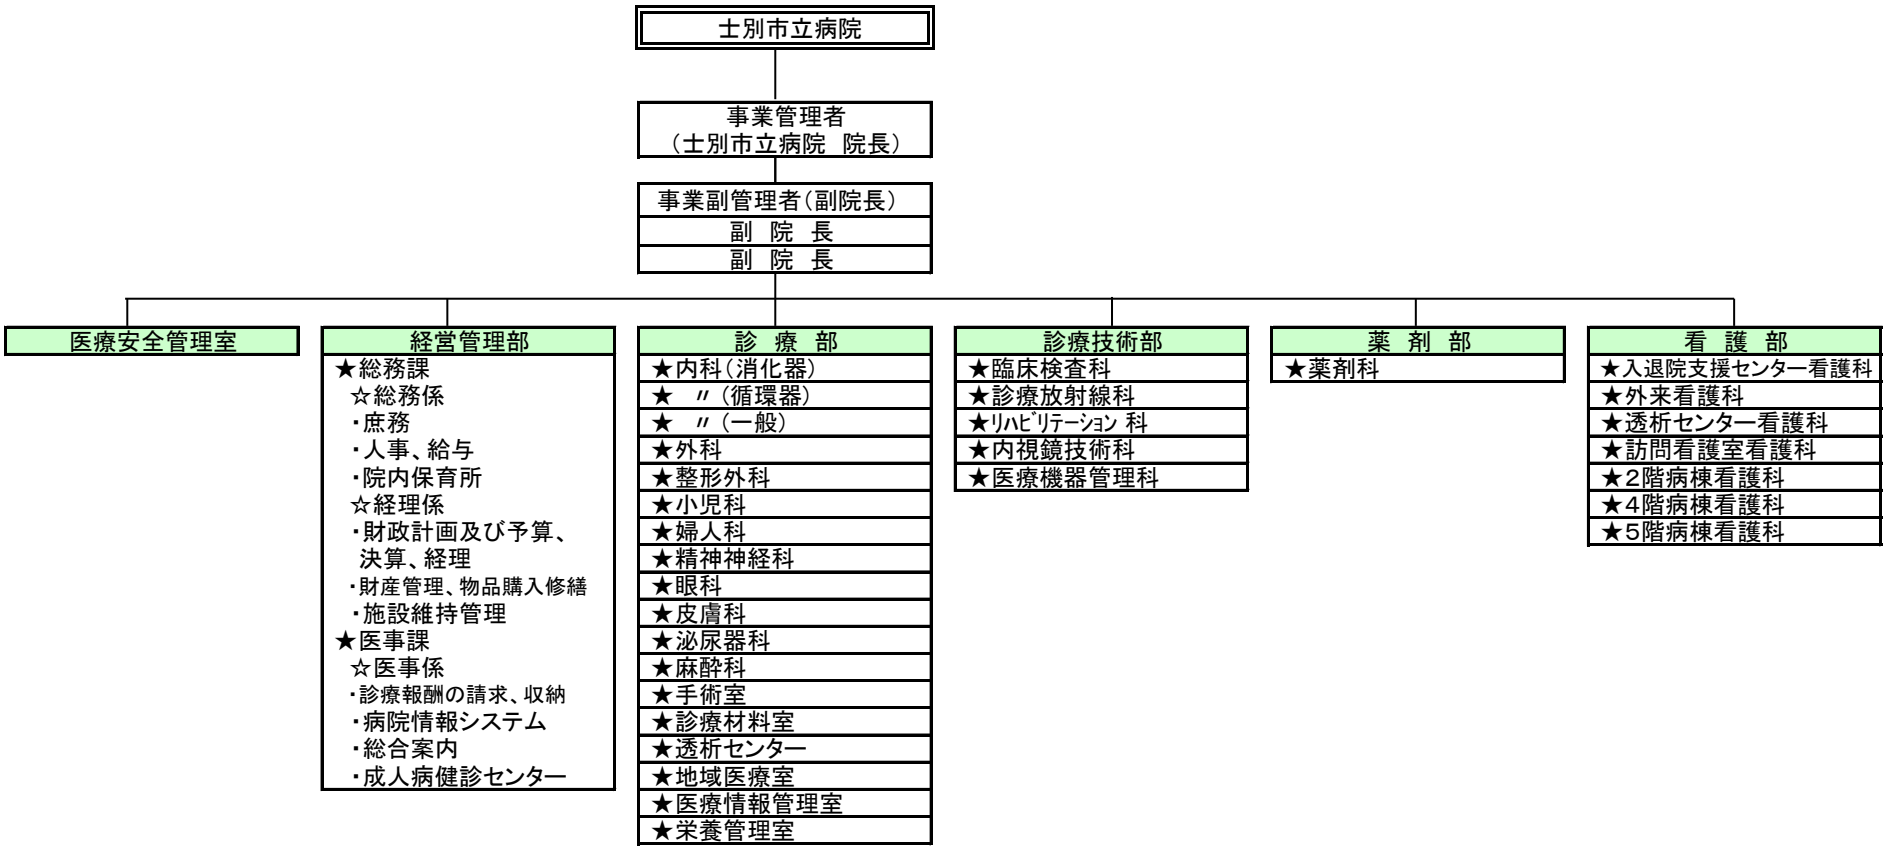 士別市立病院
事業管理者
（士別市立病院　院長）
事業副管理者（副院長）
副　院　長
副　院　長
医療安全管理室
経営管理部
★総務課
☆総務係
・庶務
・人事、給与
・院内保育所
☆経理係
・財政計画及び予算、
決算、経理
・財産管理、物品購入修繕
・施設維持管理
★医事課
☆医事係
・診療報酬の請求、収納
・病院情報システム
・総合案内
・成人病健診センター
診　療　部
★内科（消化器）
★　〃（循環器）
★　〃（一般）
★外科
★整形外科
★小児科
★婦人科
★精神神経科
★眼科
★皮膚科
★泌尿器科
★麻酔科
★手術室
★診療材料室
★透析センター
★地域医療室
★医療情報管理室
★栄養管理室
診療技術部
★臨床検査科
★診療放射線科
★ﾘﾊﾋﾞﾘﾃｰｼｮﾝ 科
★内視鏡技術科
★医療機器管理科
薬　剤　部
★薬剤科
看　護　部
★入退院支援センター看護科
★外来看護科
★透析センター看護科
★訪問看護室看護科
★２階病棟看護科
★４階病棟看護科
★５階病棟看護科